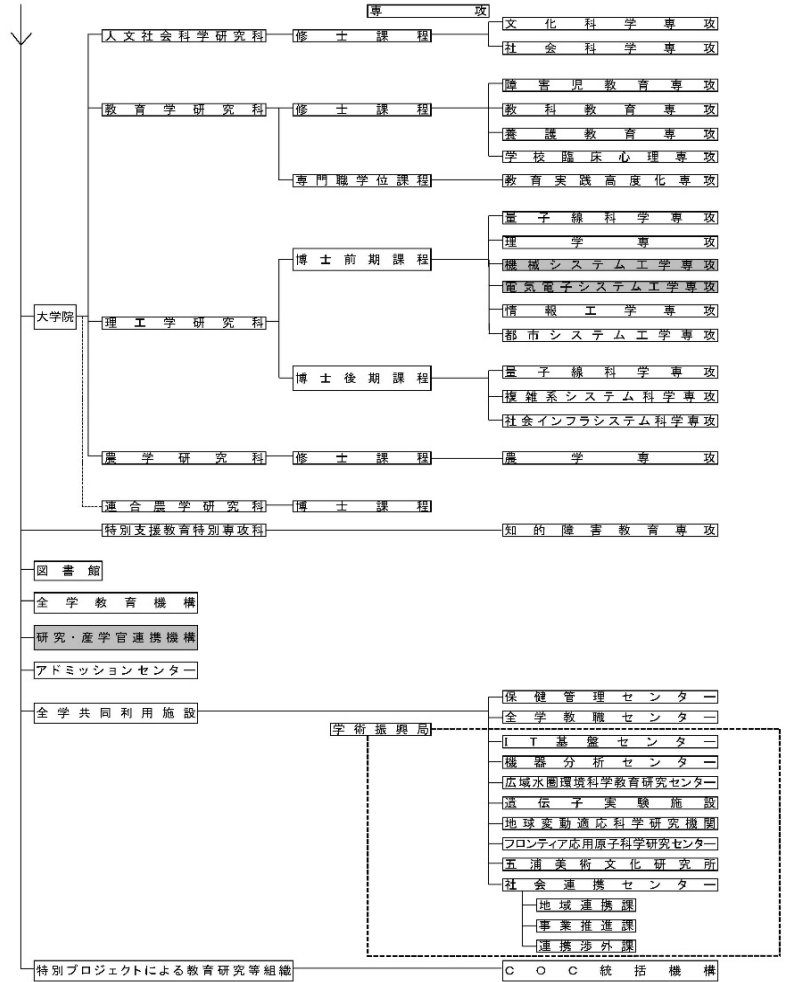 専攻
人文社会科学研究科 修士課程 文化科学専攻
社会科学専攻
教育学研究科 修士課程 障害児教育専攻
教科教育専攻
養護教育専攻
学校臨床心理専攻
専門職学位課程 教育実践高度化専攻
大学院 理工学研究科 博士前期課程 量子線科学専攻
理学専攻
機械システム工学専攻
電気電子システム工学専攻
情報工学専攻
都市システム工学専攻
博士後期課程 量子線科学専攻
複雑系システム科学専攻
社会インフラシステム科学専攻
農学研究科 修士課程 農学専攻
連合農学研究科 博士課程
特別支援教育特別専攻科 知的障害教育専攻
図書館
全学教育機構
研究・産学官連携機構
アドミッションセンター
全学共同利用施設 保健管理センター
全学教職センター
学術振興局
IT基盤センター
機器分析センター
広域水圏環境科学教育研究センター
遺伝子実験施設
地球変動適応科学研究機関
フロンティア応用原子科学研究センター
五浦美術文化研究所
社会連携センター
地域連携課
事業推進課
連携渉外課
特別プロジェクトによる教育研究等組織 COC統括機構